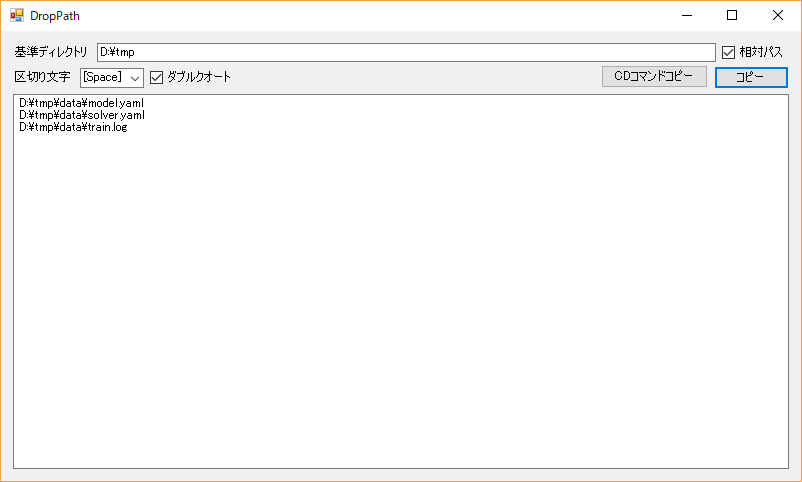 DropPath
基準ディレクトリ D:¥tmp 相対パス
区切り文字 [Space] ダブルクオート CDコマンドコピー コピー
D:¥tmp¥data¥model.yaml
D:¥tmp¥data¥solver.yaml
D:¥tmp¥data¥train.log